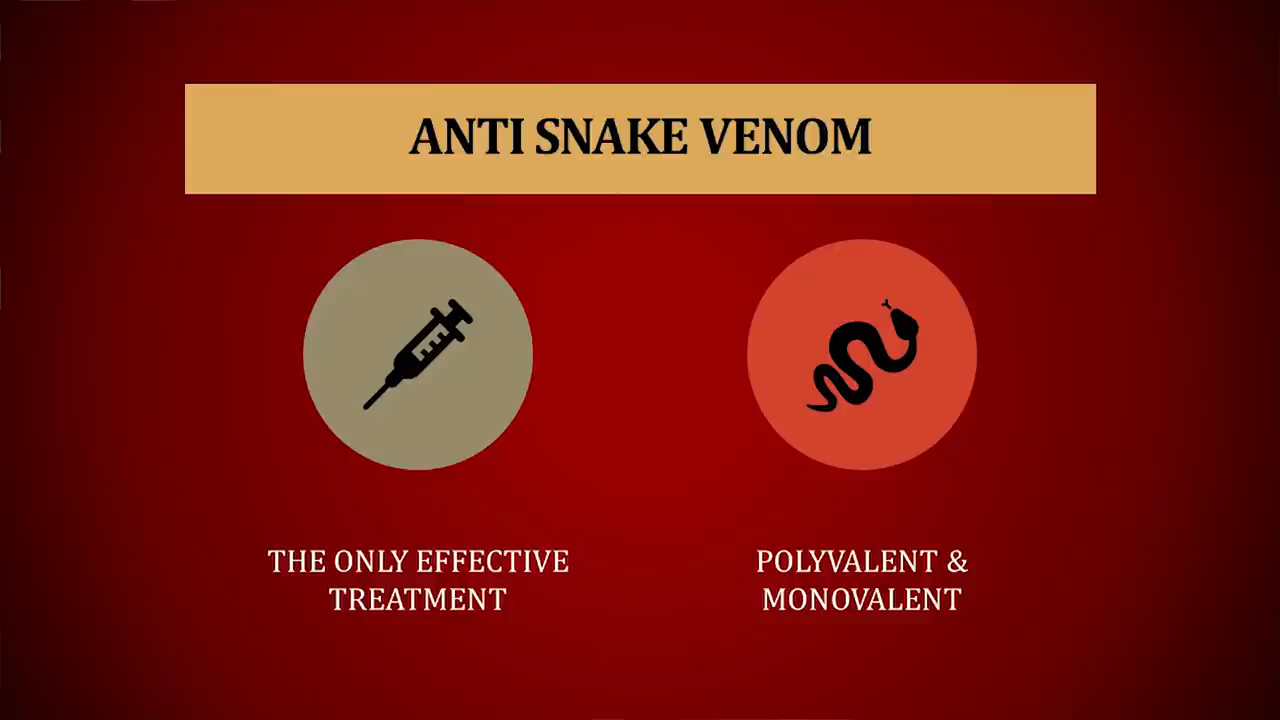 ANTI SNAKE VENOM
THE ONLY EFFECTIVE
TREATMENT
POLYVALENT &
MONOVALENT